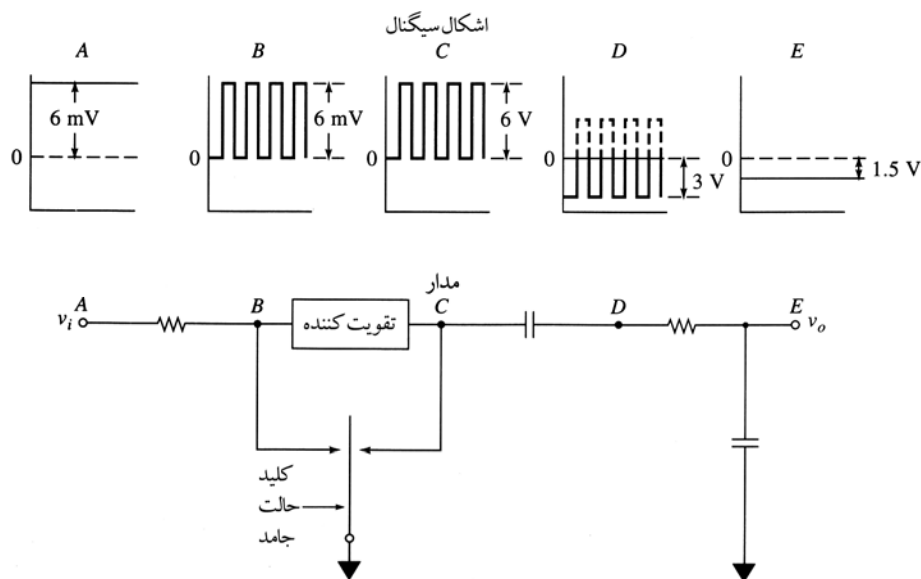 اشکال سیگنال
A B C D E
6 mV
0
6 mV
0
6 V
0
3 V
0
1.5 V
0
مدار
A B C D E
v_i
تقویت کننده
v_o
کلید
حالت
جامد